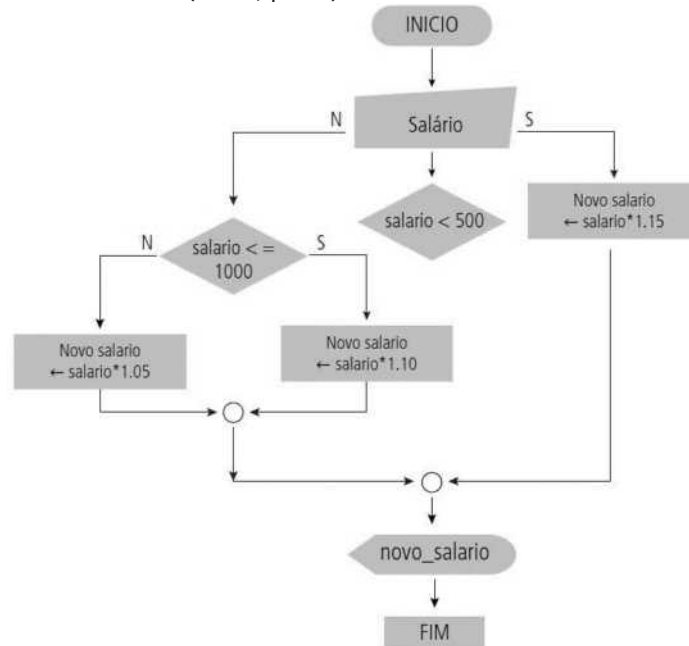 INICIO
N
Salário
S
salario < 500
Novo salario
← salario*1.15
N
salario < =
1000
S
Novo salario
← salario*1.05
Novo salario
← salario*1.10
novo_salario
FIM